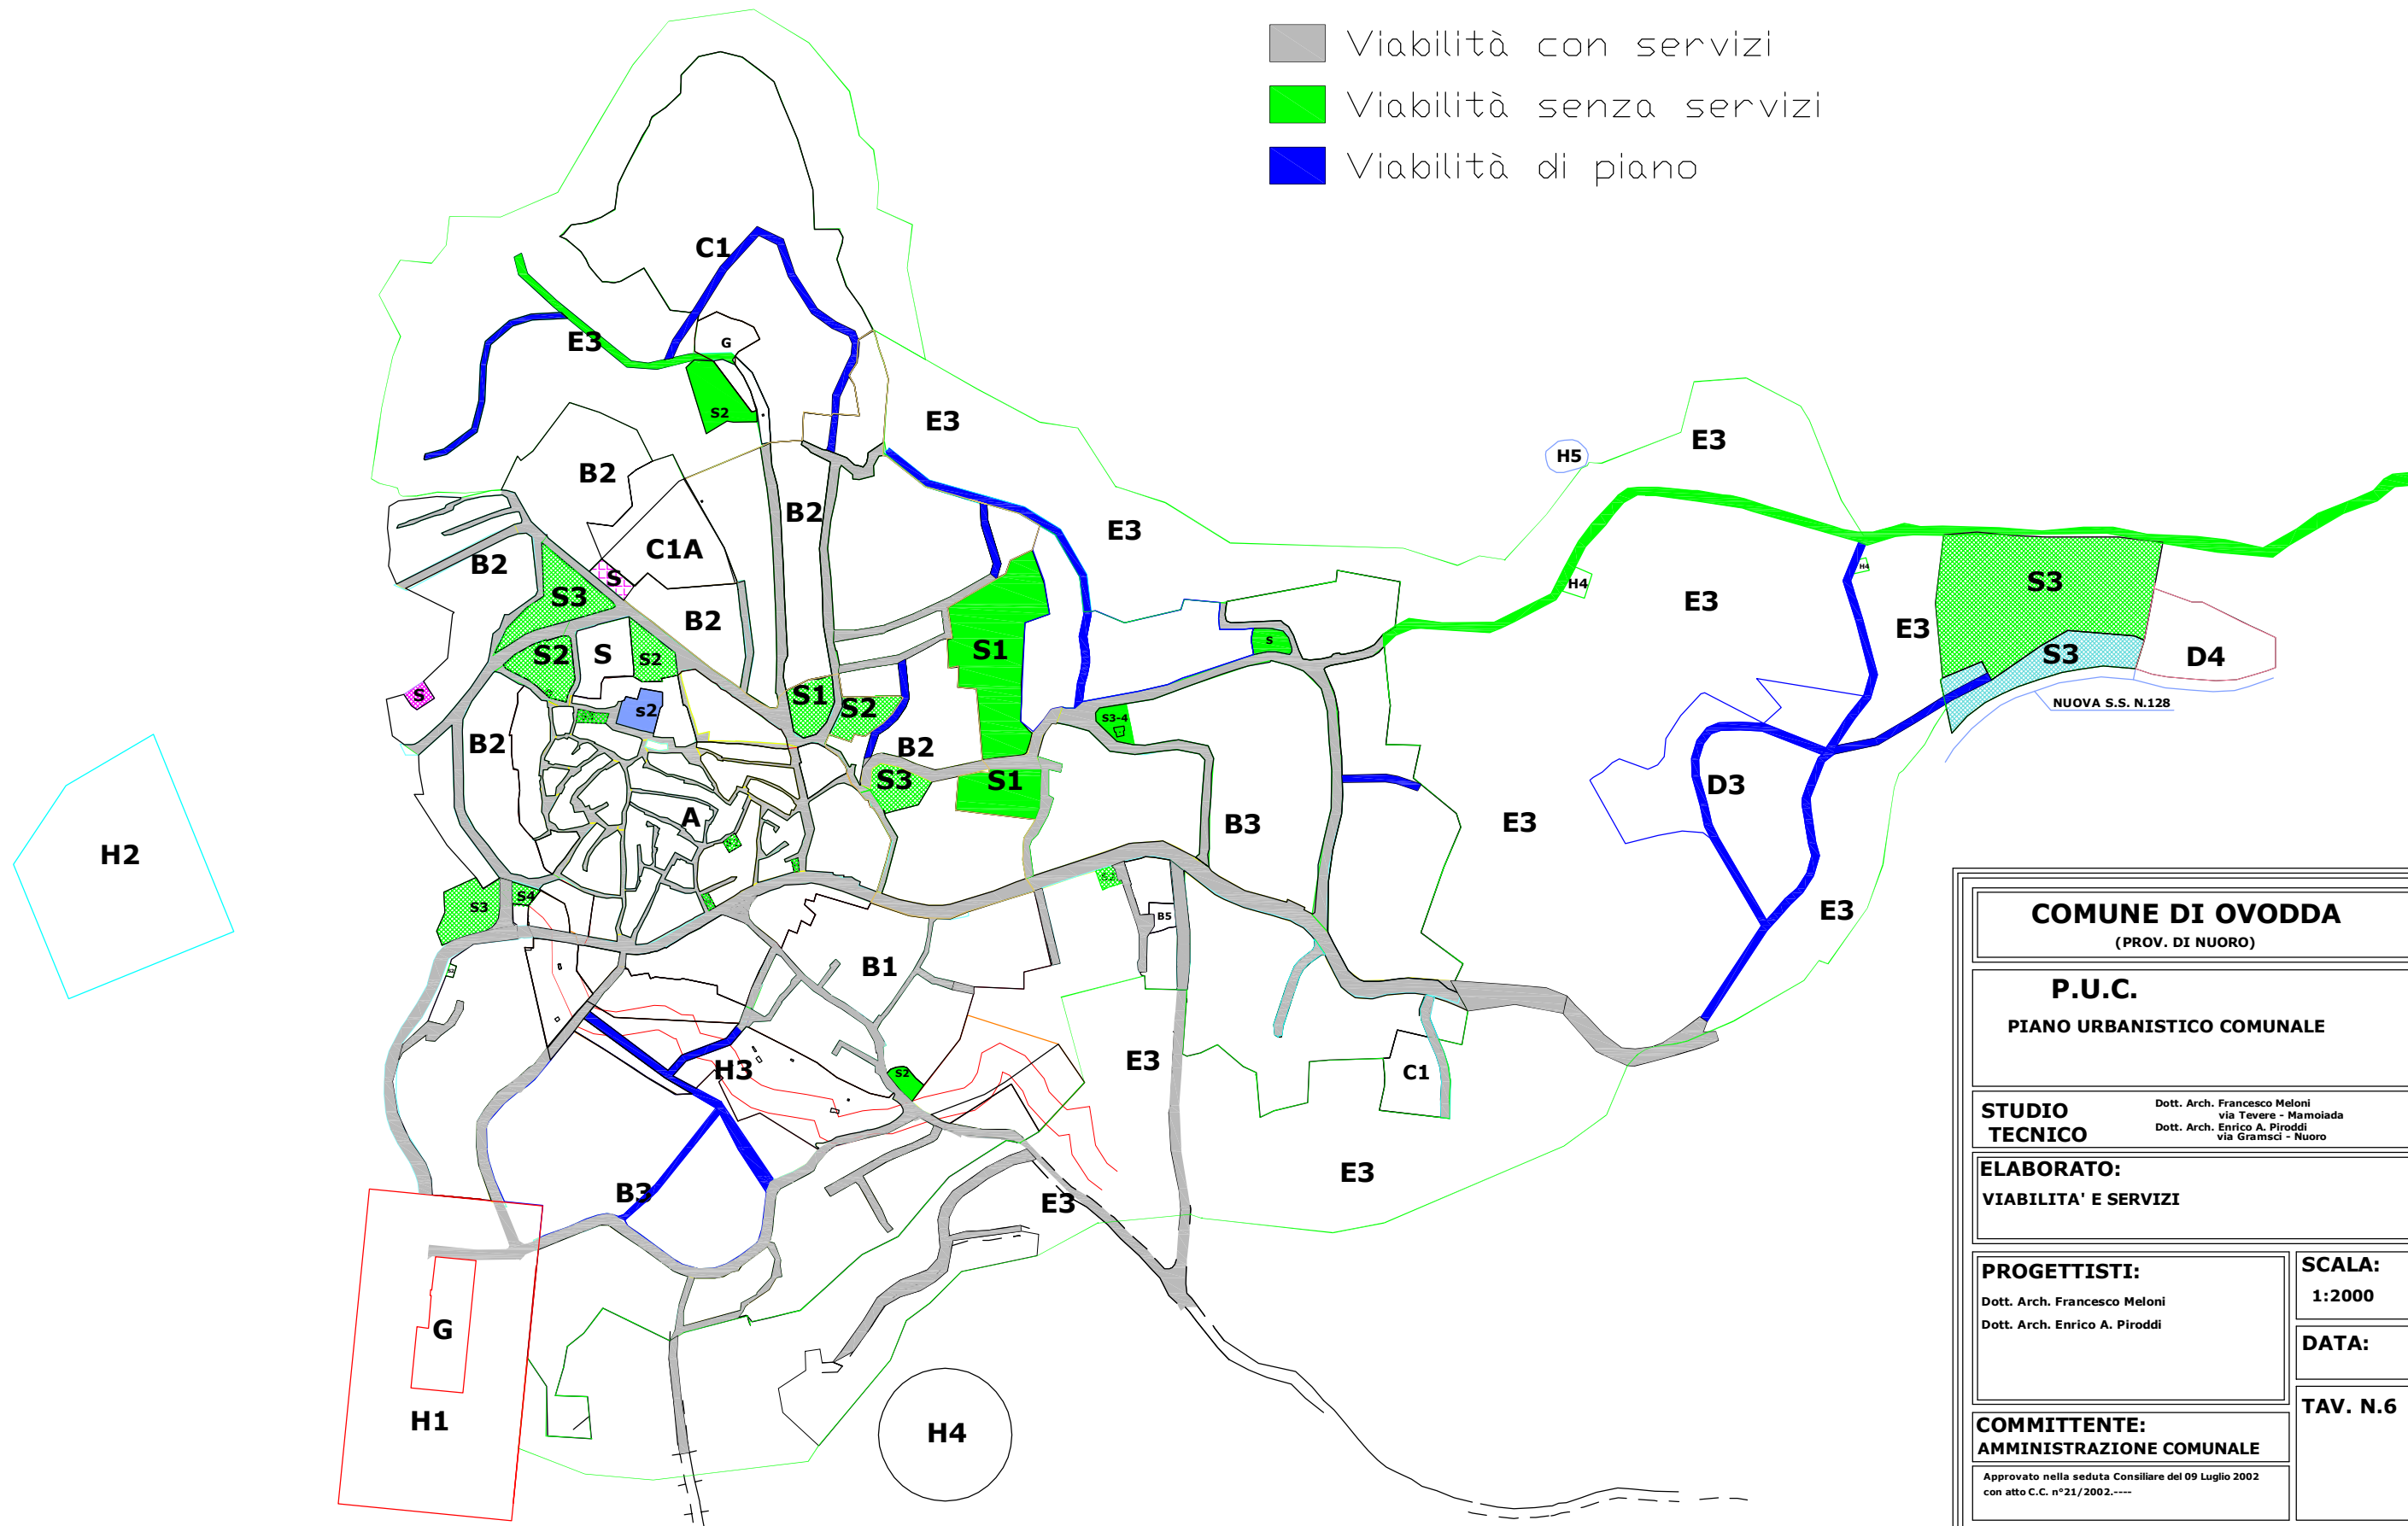 Viabilità con servizi
Viabilità senza servizi
Viabilità di piano
C1
E3
G
S2
E3
E3
H5
B2
B2
E3
C1A
B2
S
H4
H4
S3
S3
E3
E3
B2
S
S1
S2
S
S2
S3
D4
S
S1
S2
s2
NUOVA S.S. N.128
S3-4
B2
B2
S3
S1
D3
A
B3
E3
H2
S2
S4
S3
B5
E3
B1
E3
H3
S2
C1
B3
E3
E3
G
H1
H4
COMUNE DI OVODDA
(PROV. DI NUORO)
P.U.C.
PIANO URBANISTICO COMUNALE
STUDIO
TECNICO
Dott. Arch. Francesco Meloni
via Tevere - Mamoiada
Dott. Arch. Enrico A. Piroddi
via Gramsci - Nuoro
ELABORATO:
VIABILITA' E SERVIZI
PROGETTISTI:
Dott. Arch. Francesco Meloni
Dott. Arch. Enrico A. Piroddi
SCALA:
1:2000
DATA:
TAV. N.6
COMMITTENTE:
AMMINISTRAZIONE COMUNALE
Approvato nella seduta Consiliare del 09 Luglio 2002
con atto C.C. n°21/2002.----